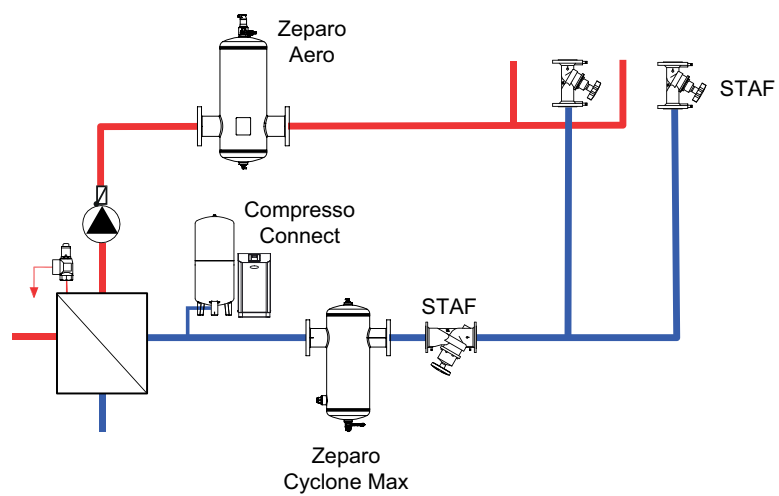 Zeparo
Aero
STAF
Compresso
Connect
STAF
Zeparo
Cyclone Max